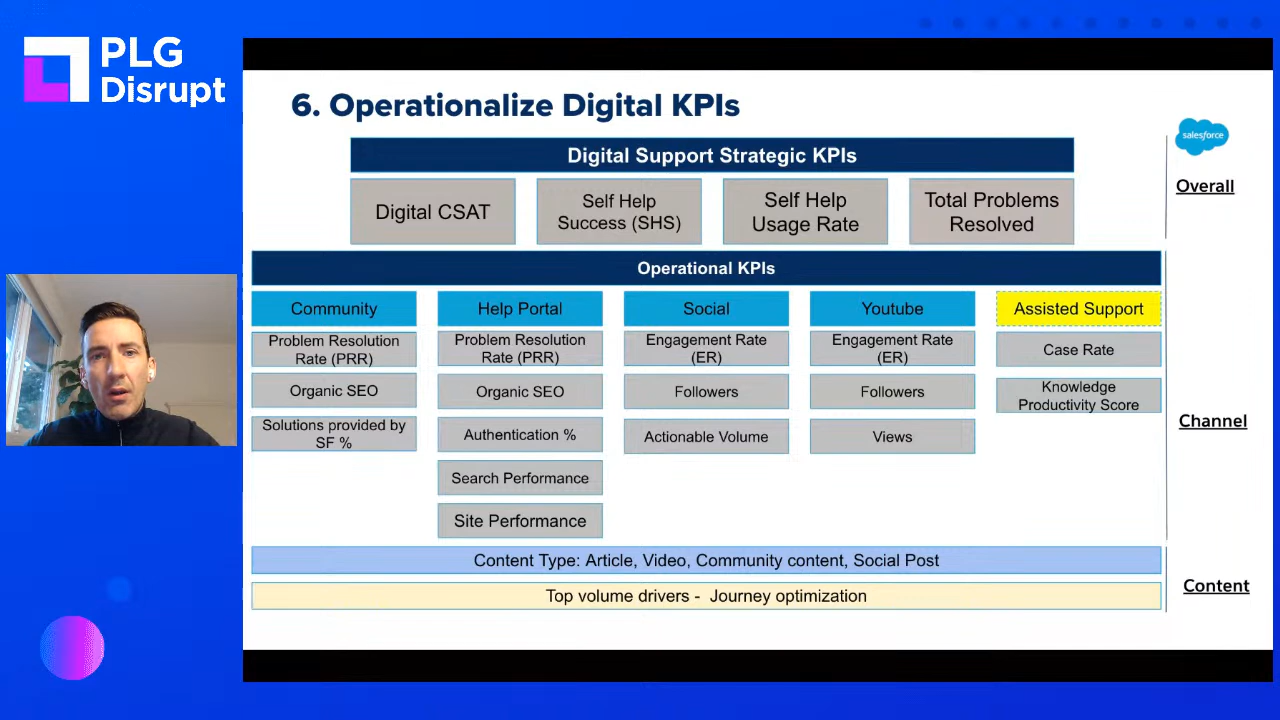 PLG
Disrupt
6. Operationalize Digital KPIs
salesforce
Digital Support Strategic KPIs
Overall
Digital CSAT
Self Help
Success (SHS)
Self Help
Usage Rate
Total Problems
Resolved
Operational KPIs
Community
Help Portal
Social
Youtube
Assisted Support
Problem Resolution
Rate (PRR)
Problem Resolution
Rate (PRR)
Engagement Rate
(ER)
Engagement Rate
(ER)
Case Rate
Organic SEO
Organic SEO
Followers
Followers
Knowledge
Productivity Score
Channel
Solutions provided by
SF %
Authentication %
Actionable Volume
Views
Search Performance
Site Performance
Content Type: Article, Video, Community content, Social Post
Content
Top volume drivers - Journey optimization